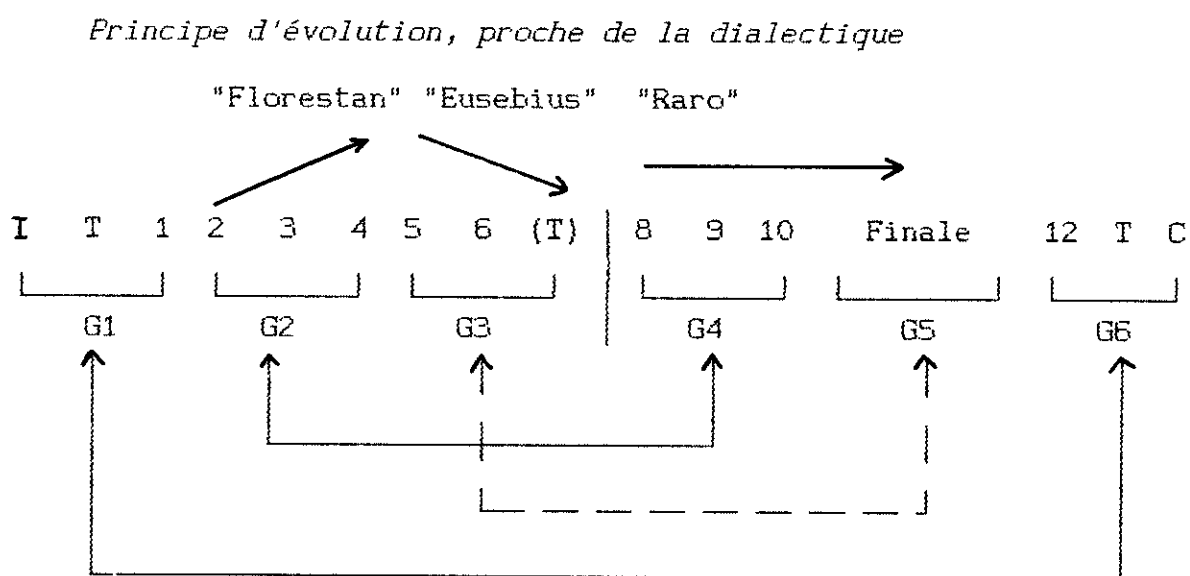 Principe d'évolution, proche de la dialectique
"Florestan" "Eusebius" "Raro"
I T 1 2 3 4 5 6 (T) 8 9 10 Finale 12 T C
G1 G2 G3 G4 G5 G6